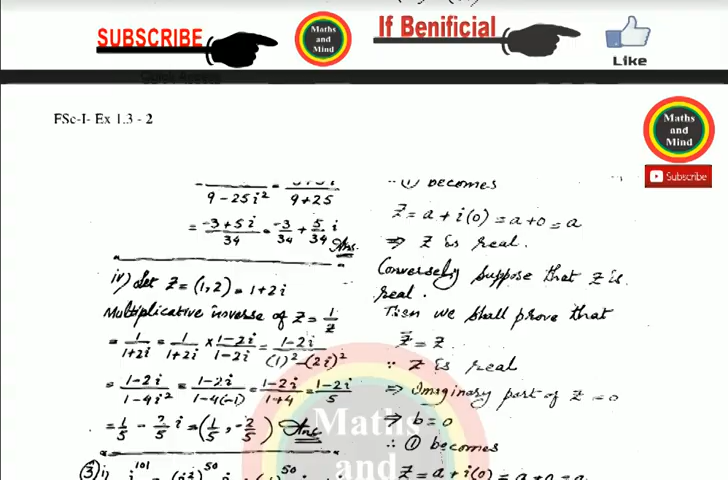 SUBSCRIBE
Maths
and
Mind
If Benificial
Like
FSc-I- Ex 1.3 - 2
Maths
and
Mind
Subscribe
9 - 25i² 9 + 25
= -3+5i/34 = -3/34 + 5/34 i Ans.
iv) Let Z = (1, 2) = 1+2i
Multiplicative inverse of Z = 1/Z
= 1/1+2i = 1/1+2i × 1-2i/1-2i = 1-2i/(1)²-(2i)²
= 1-2i/1-4i² = 1-2i/1-4(-1) = 1-2i/1+4 = 1-2i/5
= 1/5 - 2/5 i = (1/5, -2/5) Ans.
∴ (1) becomes
Z = a + i(0) = a+0 = a
⇒ Z is real.
Conversely suppose that Z is
real.
Then we shall prove that
Z̄ = Z
∵ Z is real
⇒ Imaginary part of Z = 0
⇒ b = 0
∴ (1) becomes
Z = a + i(0) = a+0 = a
Maths
and